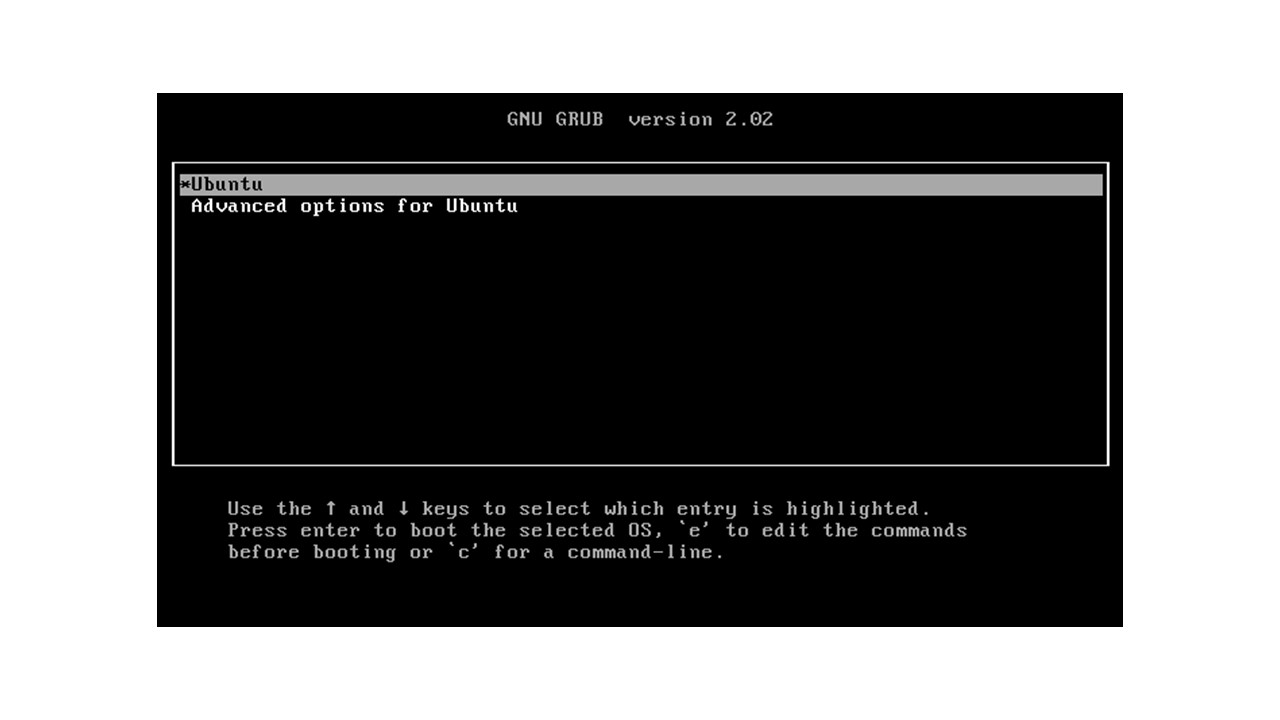 GNU GRUB  version 2.02
*Ubuntu
Advanced options for Ubuntu
Use the ↑ and ↓ keys to select which entry is highlighted.
Press enter to boot the selected OS, `e' to edit the commands
before booting or `c' for a command-line.